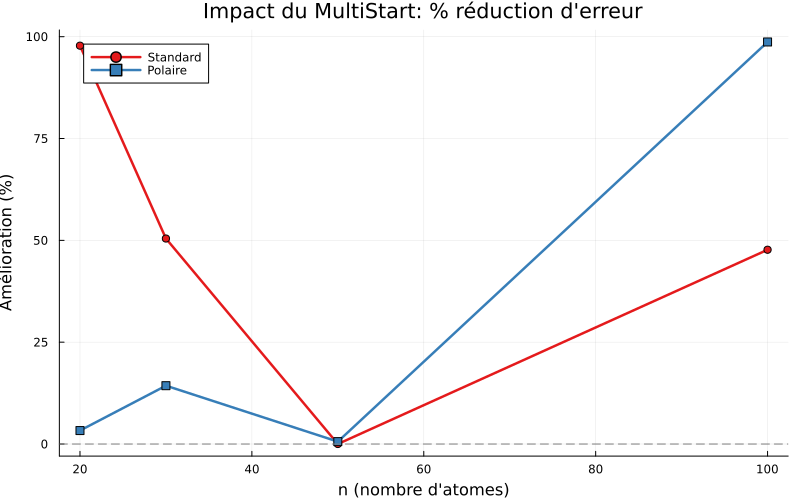 Impact du MultiStart: % réduction d'erreur
Amélioration (%)
100
75
50
25
0
Standard
Polaire
20
40
60
80
100
n (nombre d'atomes)